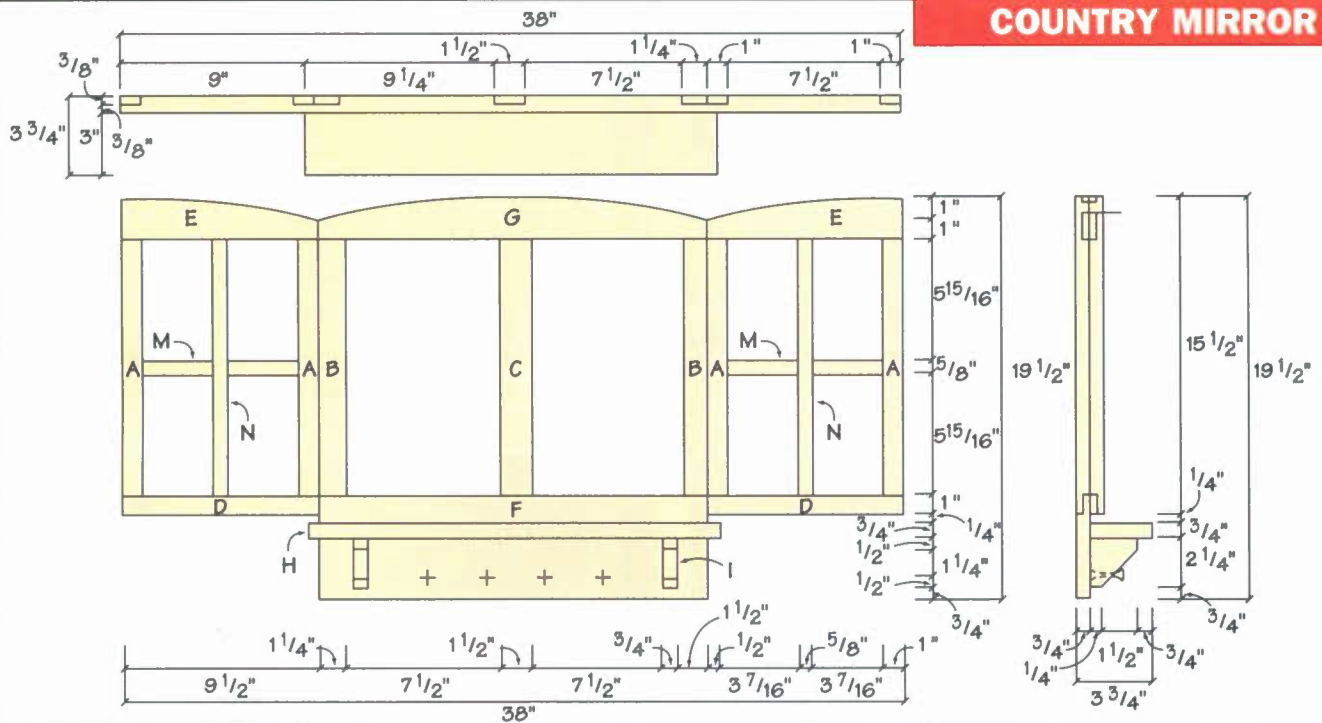 COUNTRY MIRROR
38"
1 1/2" 1 1/4" 1" 1"
3/8" 9" 9 1/4" 7 1/2" 7 1/2"
3 3/4" 3" 3/8"
E G E
1"
1"
5 15/16"
M M
A A B C B A A
5/8"
19 1/2" 15 1/2" 19 1/2"
N N
5 15/16"
D F D
1"
1/4"
1/4"
H I
3/4"
1/2"
1 1/4"
1/2"
3/4"
3/4"
2 1/4"
3/4"
1 1/4" 1 1/2" 3/4" 1 1/2" 1/2" 5/8" 1"
9 1/2" 7 1/2" 7 1/2" 3 7/16" 3 7/16"
38"
3/4" 1 1/2" 3/4"
1/4"
3 3/4"